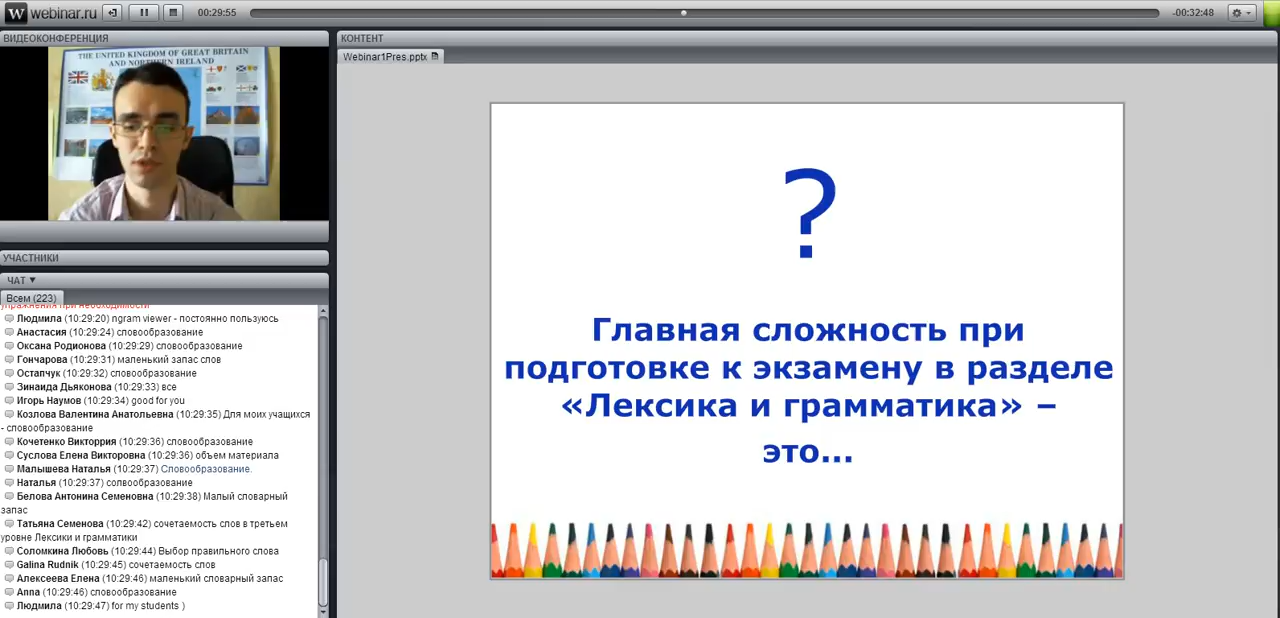 W webinar.ru
00:29:55
-00:32:48
ВИДЕОКОНФЕРЕНЦИЯ
THE UNITED KINGDOM OF GREAT BRITAIN
AND NORTHERN IRELAND
УЧАСТНИКИ
ЧАТ
Всем (223)
упражнения при необходимости
Людмила (10:29:20) ngram viewer - постоянно пользуюсь
Анастасия (10:29:24) словообразование
Оксана Родионова (10:29:29) словообразование
Гончарова (10:29:31) маленький запас слов
Остапчук (10:29:32) словообразование
Зинаида Дьяконова (10:29:33) все
Игорь Наумов (10:29:34) good for you
Козлова Валентина Анатольевна (10:29:35) Для моих учащихся
- словообразование
Кочетенко Викторрия (10:29:36) словообразование
Суслова Елена Викторовна (10:29:36) объем материала
Малышева Наталья (10:29:37) Словообразование.
Наталья (10:29:37) солвообразование
Белова Антонина Семеновна (10:29:38) Малый словарный
запас
Татьяна Семенова (10:29:42) сочетаемость слов в третьем
уровне Лексики и грамматики
Соломкина Любовь (10:29:44) Выбор правильного слова
Galina Rudnik (10:29:45) сочетаемость слов
Алексеева Елена (10:29:46) маленький словарный запас
Anna (10:29:46) словообразование
Людмила (10:29:47) for my students )
КОНТЕНТ
Webinar1Pres.pptx
?
Главная сложность при
подготовке к экзамену в разделе
«Лексика и грамматика» –
это...